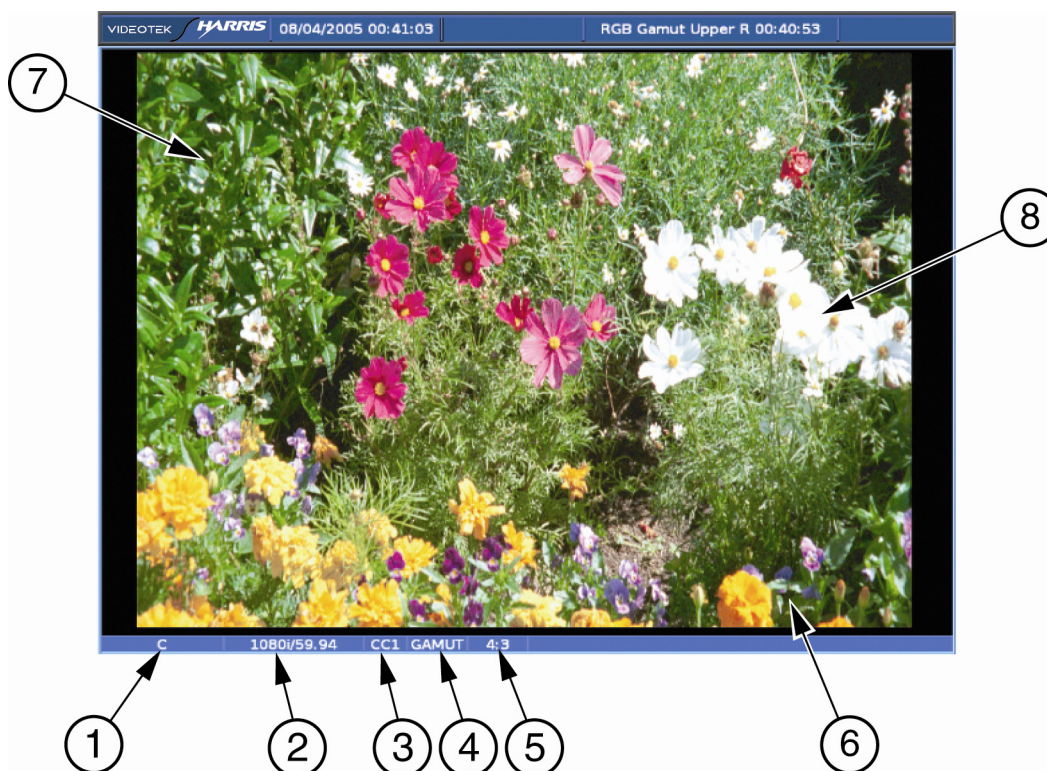 VIDEOTEK HARRIS 08/04/2005 00:41:03 RGB Gamut Upper R 00:40:53
7
8
C 1080i/59.94 CC1 GAMUT 4:3
1 2 3 4 5 6